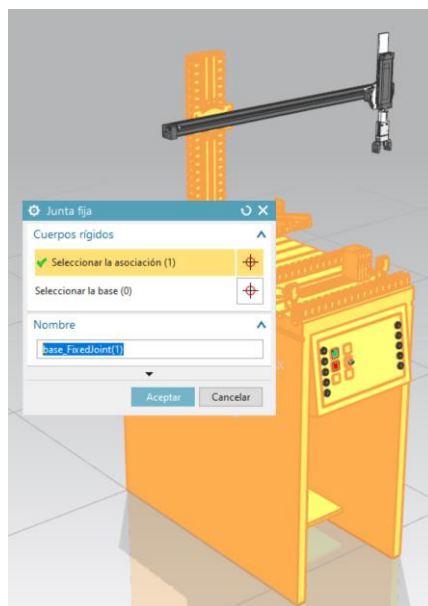 Junta fija
Cuerpos rígidos
Seleccionar la asociación (1)
Seleccionar la base (0)
Nombre
base_FixedJoint(1)
Aceptar
Cancelar